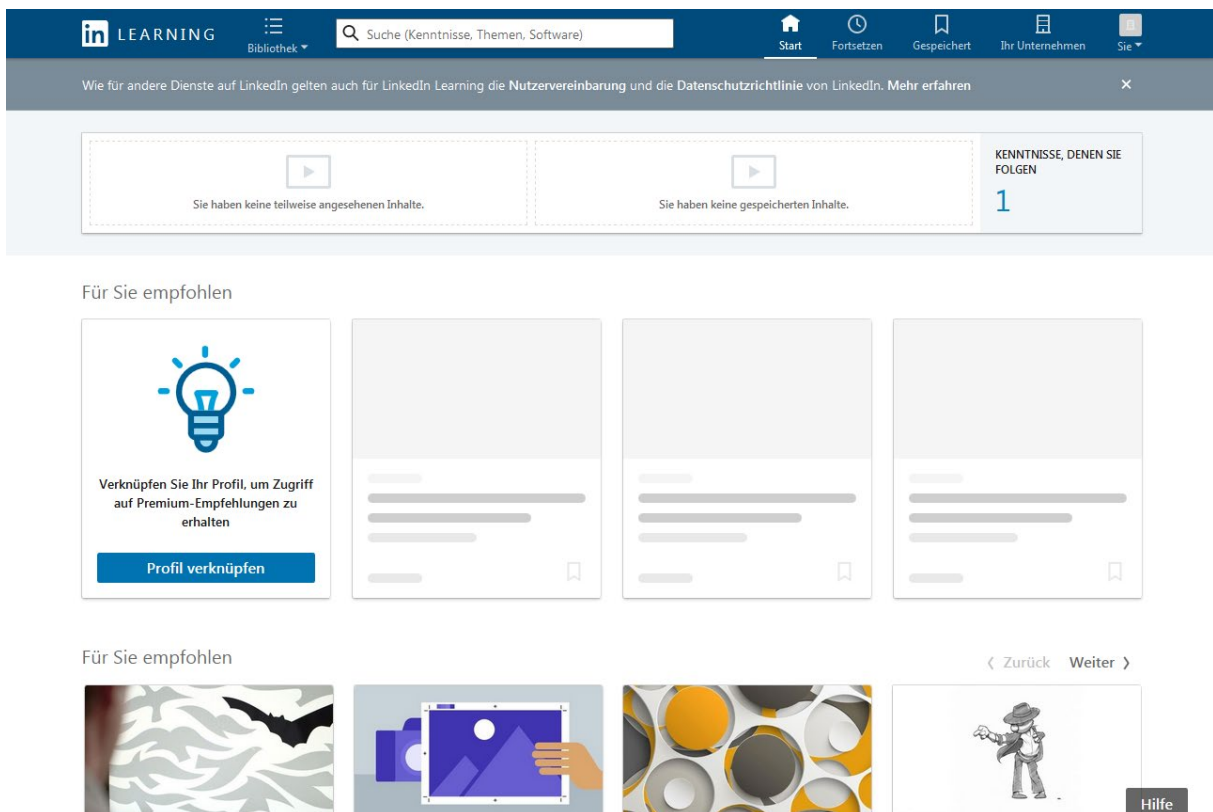 in LEARNING
Bibliothek
Suche (Kenntnisse, Themen, Software)
Start
Fortsetzen
Gespeichert
Ihr Unternehmen
Sie
Wie für andere Dienste auf LinkedIn gelten auch für LinkedIn Learning die Nutzervereinbarung und die Datenschutzrichtlinie von LinkedIn. Mehr erfahren
Sie haben keine teilweise angesehenen Inhalte.
Sie haben keine gespeicherten Inhalte.
KENNTNISSE, DENEN SIE
FOLGEN
1
Für Sie empfohlen
Verknüpfen Sie Ihr Profil, um Zugriff
auf Premium-Empfehlungen zu
erhalten
Profil verknüpfen
Für Sie empfohlen
Zurück
Weiter
Hilfe